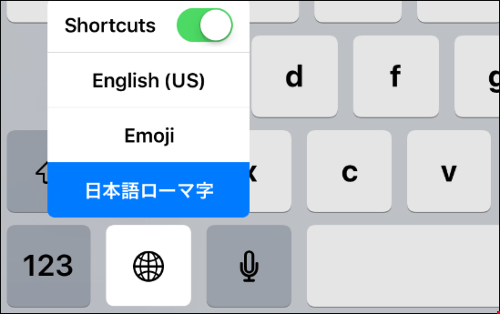 Shortcuts
English (US)
d f g
Emoji
日本語ローマ字
x c v
123